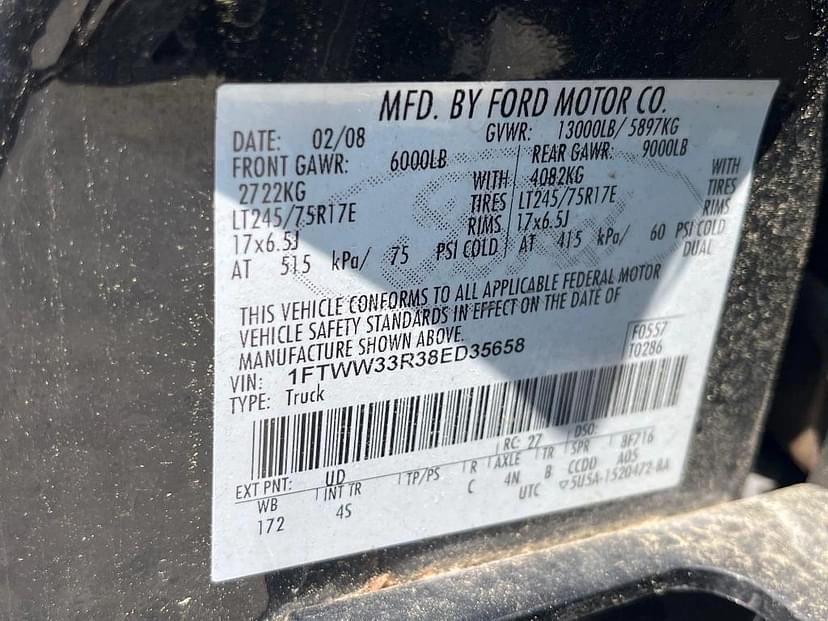 MFD. BY FORD MOTOR CO.
DATE: 02/08 GVWR: 13000LB/ 5897KG
FRONT GAWR: 6000LB REAR GAWR: 9000LB
2722KG WITH 4082KG WITH
LT245/75R17E TIRES LT245/75R17E TIRES
17x6.5J RIMS 17x6.5J RIMS
AT 515 kPa/ 75 PSI COLD AT 415 kPa/ 60 PSI COLD
DUAL
THIS VEHICLE CONFORMS TO ALL APPLICABLE FEDERAL MOTOR
VEHICLE SAFETY STANDARDS IN EFFECT ON THE DATE OF
MANUFACTURE SHOWN ABOVE.
VIN: 1FTWW33R38ED35658 F0557
TYPE: Truck T0286
EXT PNT: UD RC: 27 DSO:
WB INT TR TP/PS R AXLE TR SPR 8F716
172 4S C 4N B CCDD A05
UTC ▽5U5A-1520472-BA